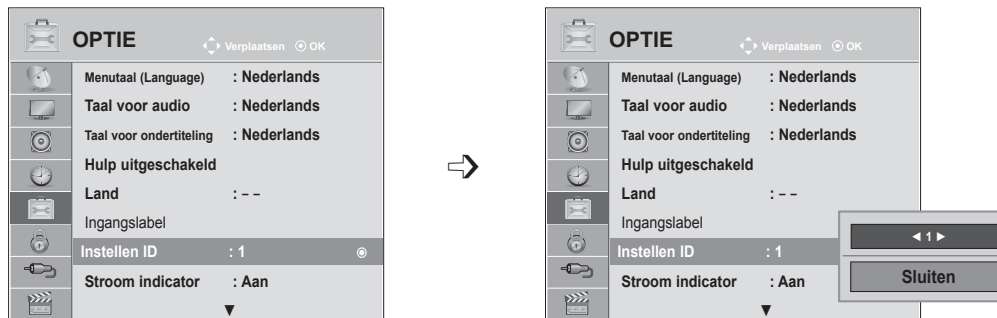 OPTIE
Verplaatsen OK
Menutaal (Language) : Nederlands
Taal voor audio : Nederlands
Taal voor ondertiteling : Nederlands
Hulp uitgeschakeld
Land : – –
Ingangslabel
Instellen ID : 1
Stroom indicator : Aan
OPTIE
Verplaatsen OK
Menutaal (Language) : Nederlands
Taal voor audio : Nederlands
Taal voor ondertiteling : Nederlands
Hulp uitgeschakeld
Land : – –
Ingangslabel
Instellen ID : 1
Stroom indicator : Aan
◄ 1 ►
Sluiten